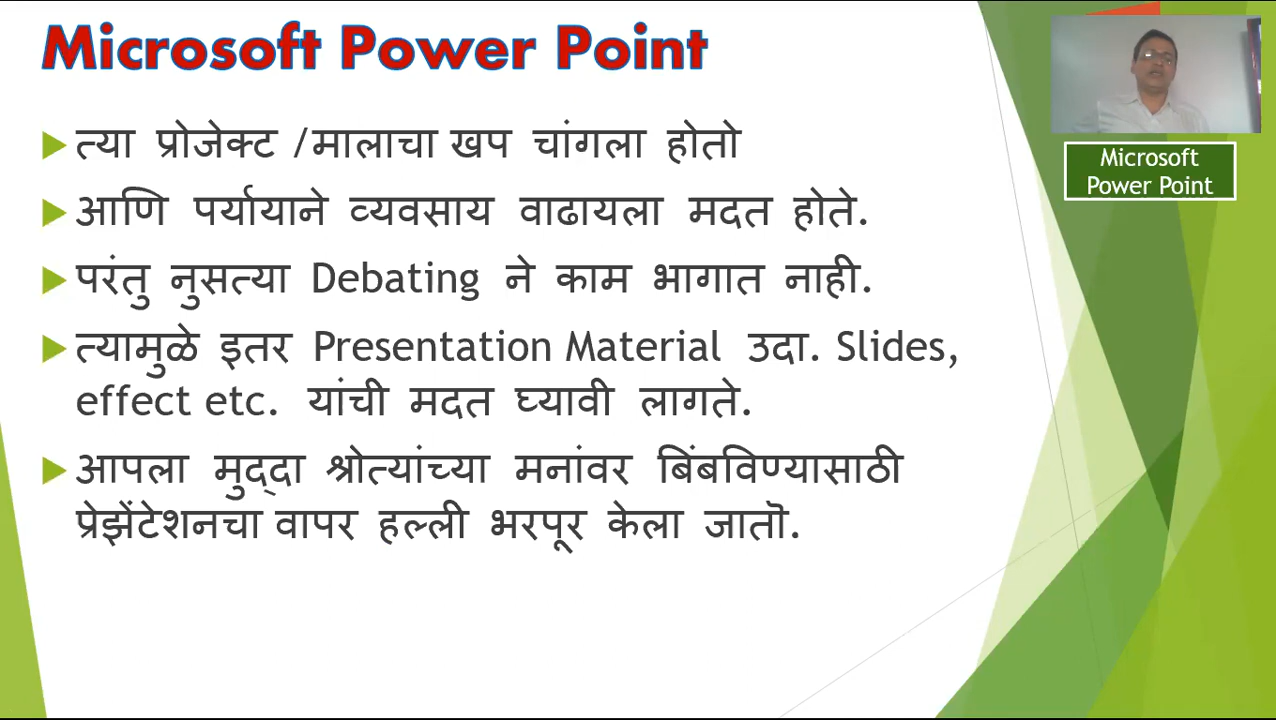 Microsoft Power Point
त्या प्रोजेक्ट /मालाचा खप चांगला होतो
आणि पर्यायाने व्यवसाय वाढायला मदत होते.
परंतु नुसत्या Debating ने काम भागात नाही.
त्यामुळे इतर Presentation Material उदा. Slides,
effect etc. यांची मदत घ्यावी लागते.
आपला मुद्‌दा श्रोत्यांच्या मनांवर बिंबविण्यासाठी
प्रेझेंटेशनचा वापर हल्ली भरपूर केला जातॊ.
Microsoft
Power Point